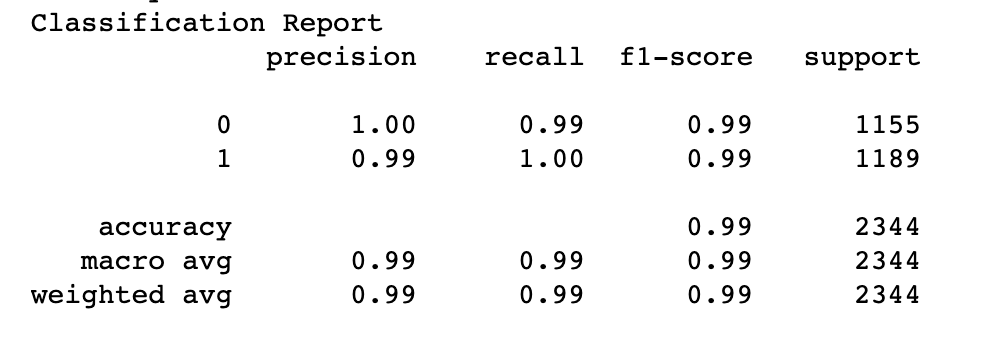 Classification Report
precision recall f1-score support
0 1.00 0.99 0.99 1155
1 0.99 1.00 0.99 1189
accuracy 0.99 2344
macro avg 0.99 0.99 0.99 2344
weighted avg 0.99 0.99 0.99 2344